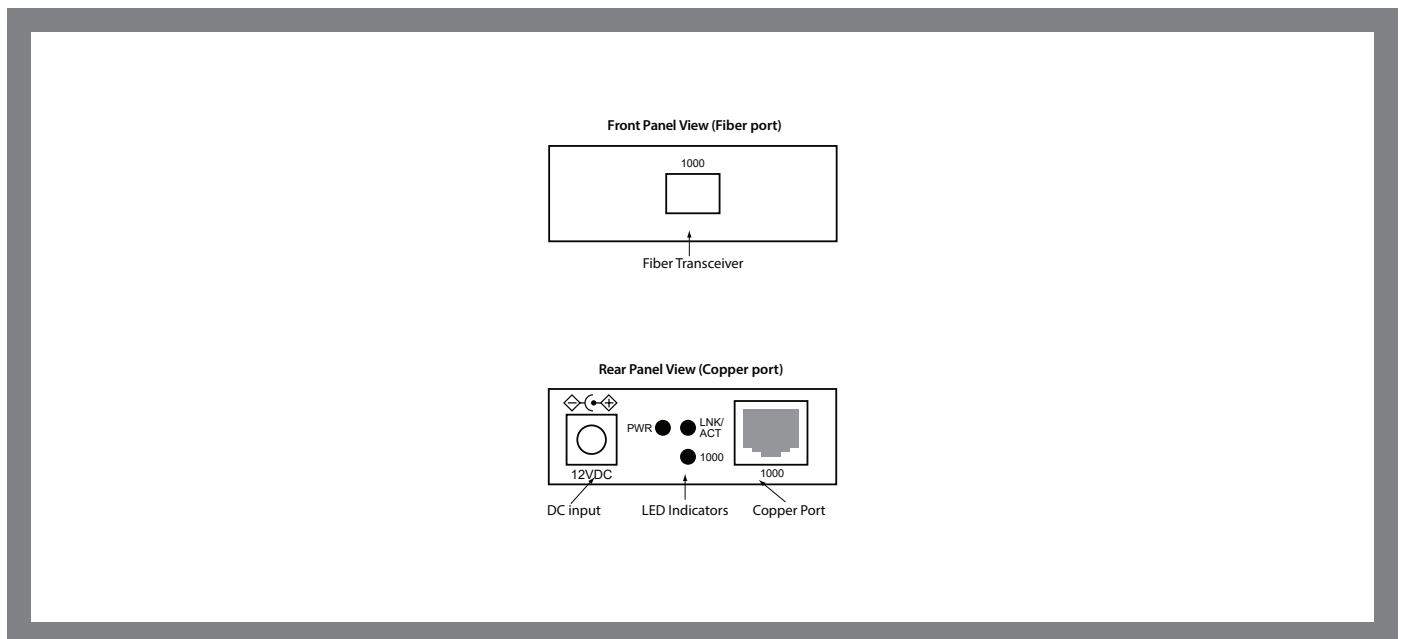 Front Panel View (Fiber port)
1000
Fiber Transceiver
Rear Panel View (Copper port)
PWR
LNK/
ACT
1000
12VDC
1000
DC input
LED Indicators
Copper Port